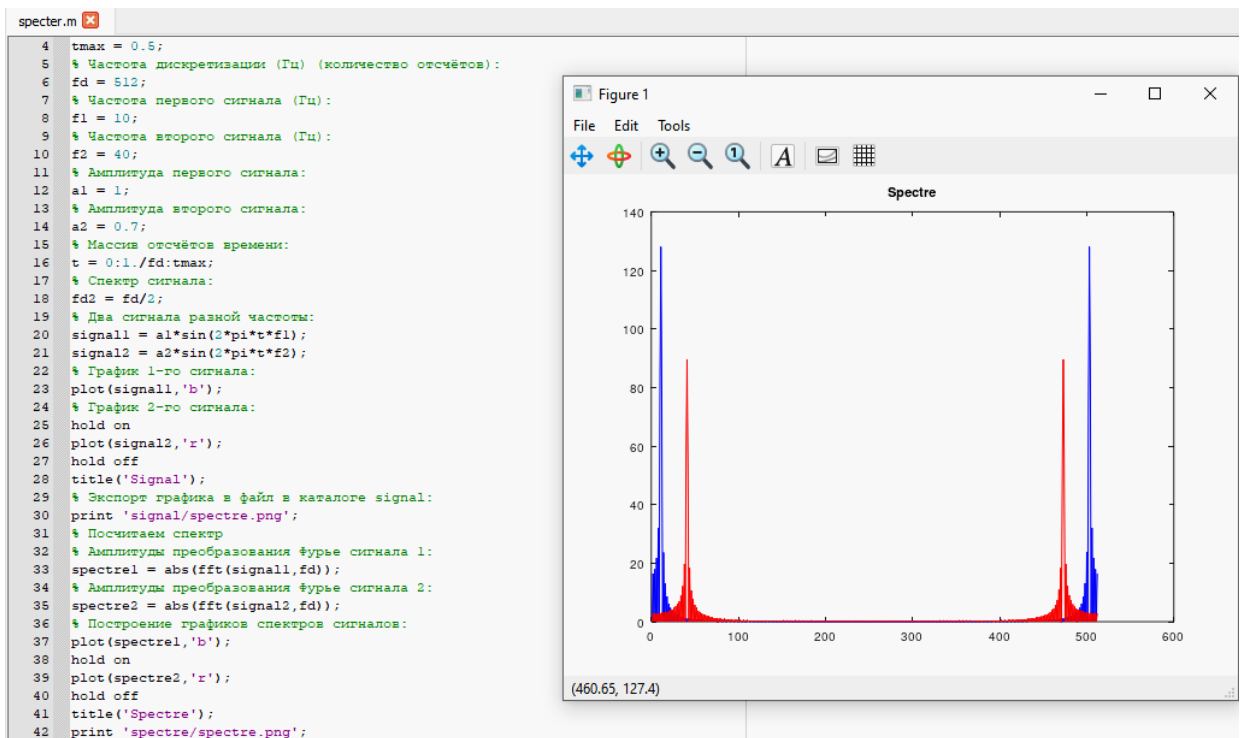 specter.m
4 tmax = 0.5;
5 % Частота дискретизации (Гц) (количество отсчётов):
6 fd = 512;
7 % Частота первого сигнала (Гц):
8 f1 = 10;
9 % Частота второго сигнала (Гц):
10 f2 = 40;
11 % Амплитуда первого сигнала:
12 a1 = 1;
13 % Амплитуда второго сигнала:
14 a2 = 0.7;
15 % Массив отсчётов времени:
16 t = 0:1./fd:tmax;
17 % Спектр сигнала:
18 fd2 = fd/2;
19 % Два сигнала разной частоты:
20 signal1 = a1*sin(2*pi*t*f1);
21 signal2 = a2*sin(2*pi*t*f2);
22 % График 1-го сигнала:
23 plot(signal1,'b');
24 % График 2-го сигнала:
25 hold on
26 plot(signal2,'r');
27 hold off
28 title('Signal');
29 % Экспорт графика в файл в каталоге signal:
30 print 'signal/spectre.png';
31 % Посчитаем спектр
32 % Амплитуды преобразования Фурье сигнала 1:
33 spectre1 = abs(fft(signal1,fd));
34 % Амплитуды преобразования Фурье сигнала 2:
35 spectre2 = abs(fft(signal2,fd));
36 % Построение графиков спектров сигналов:
37 plot(spectre1,'b');
38 hold on
39 plot(spectre2,'r');
40 hold off
41 title('Spectre');
42 print 'spectre/spectre.png';
Figure 1
File Edit Tools
A
Spectre
140
120
100
80
60
40
20
0
0 100 200 300 400 500 600
(460.65, 127.4)